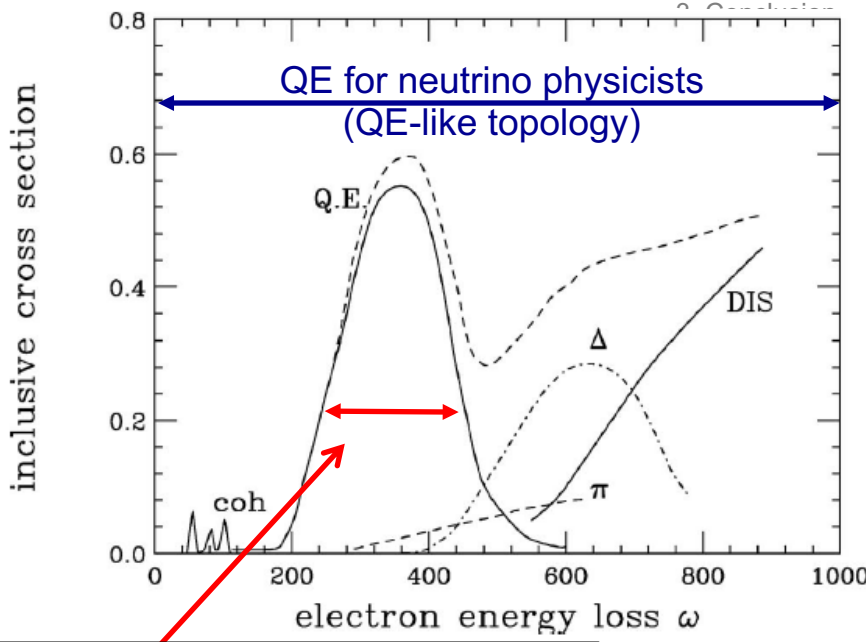 0.8
QE for neutrino physicists
(QE-like topology)
0.6
Q.E.
0.4
DIS
Δ
0.2
π
coh
0.0
0 200 400 600 800 1000
electron energy loss ω
inclusive cross section